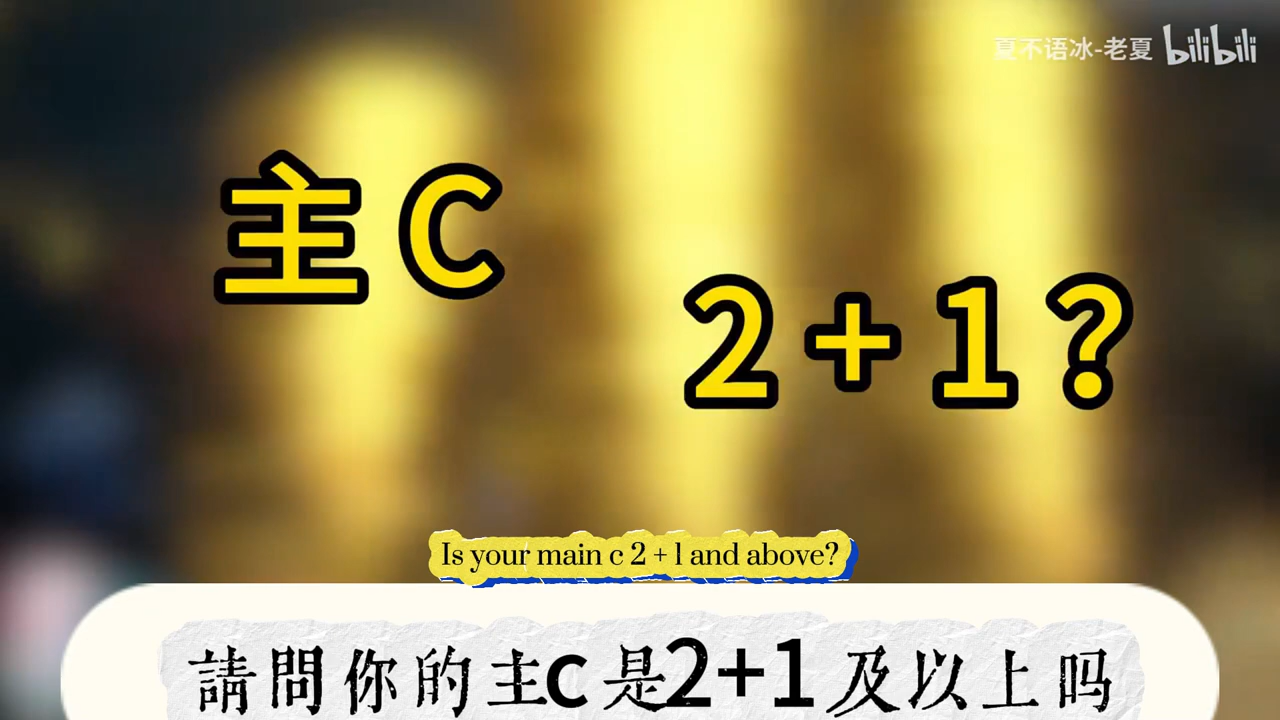 夏不语冰-老夏 bilibili
主C
2+1?
Is your main c 2 + 1 and above?
請問你的主c是2+1及以上吗